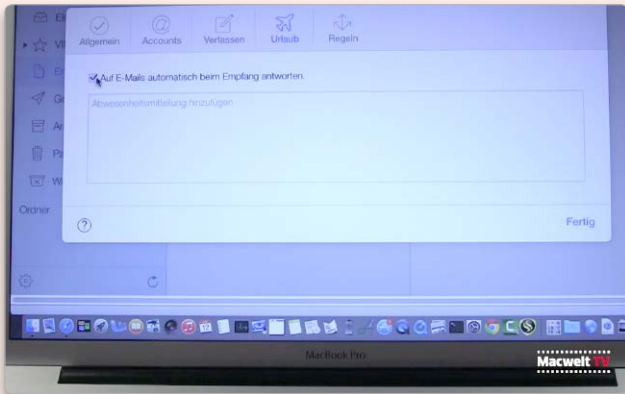 Allgemein
Accounts
Verfassen
Urlaub
Regeln
Auf E-Mails automatisch beim Empfang antworten.
Abwesenheitsmitteilung hinzufügen
Ordner
?
Fertig
MacBook Pro
Macwelt TV